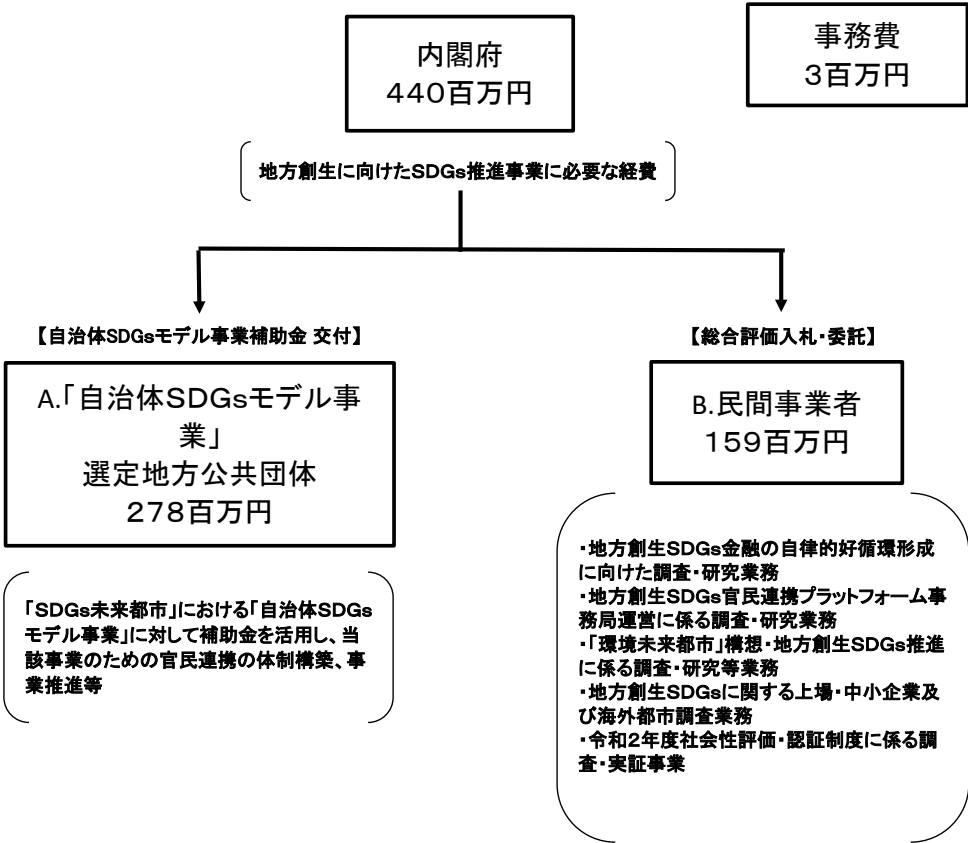 内閣府
440百万円
事務費
3百万円
地方創生に向けたSDGs推進事業に必要な経費
【自治体SDGsモデル事業補助金 交付】
A.「自治体SDGsモデル事
業」
選定地方公共団体
278百万円
「SDGs未来都市」における「自治体SDGs
モデル事業」に対して補助金を活用し、当
該事業のための官民連携の体制構築、事
業推進等
【総合評価入札・委託】
B.民間事業者
159百万円
・地方創生SDGs金融の自律的好循環形成
に向けた調査・研究業務
・地方創生SDGs官民連携プラットフォーム事
務局運営に係る調査・研究業務
・「環境未来都市」構想・地方創生SDGs推進
に係る調査・研究等業務
・地方創生SDGsに関する上場・中小企業及
び海外都市調査業務
・令和2年度社会性評価・認証制度に係る調
査・実証事業